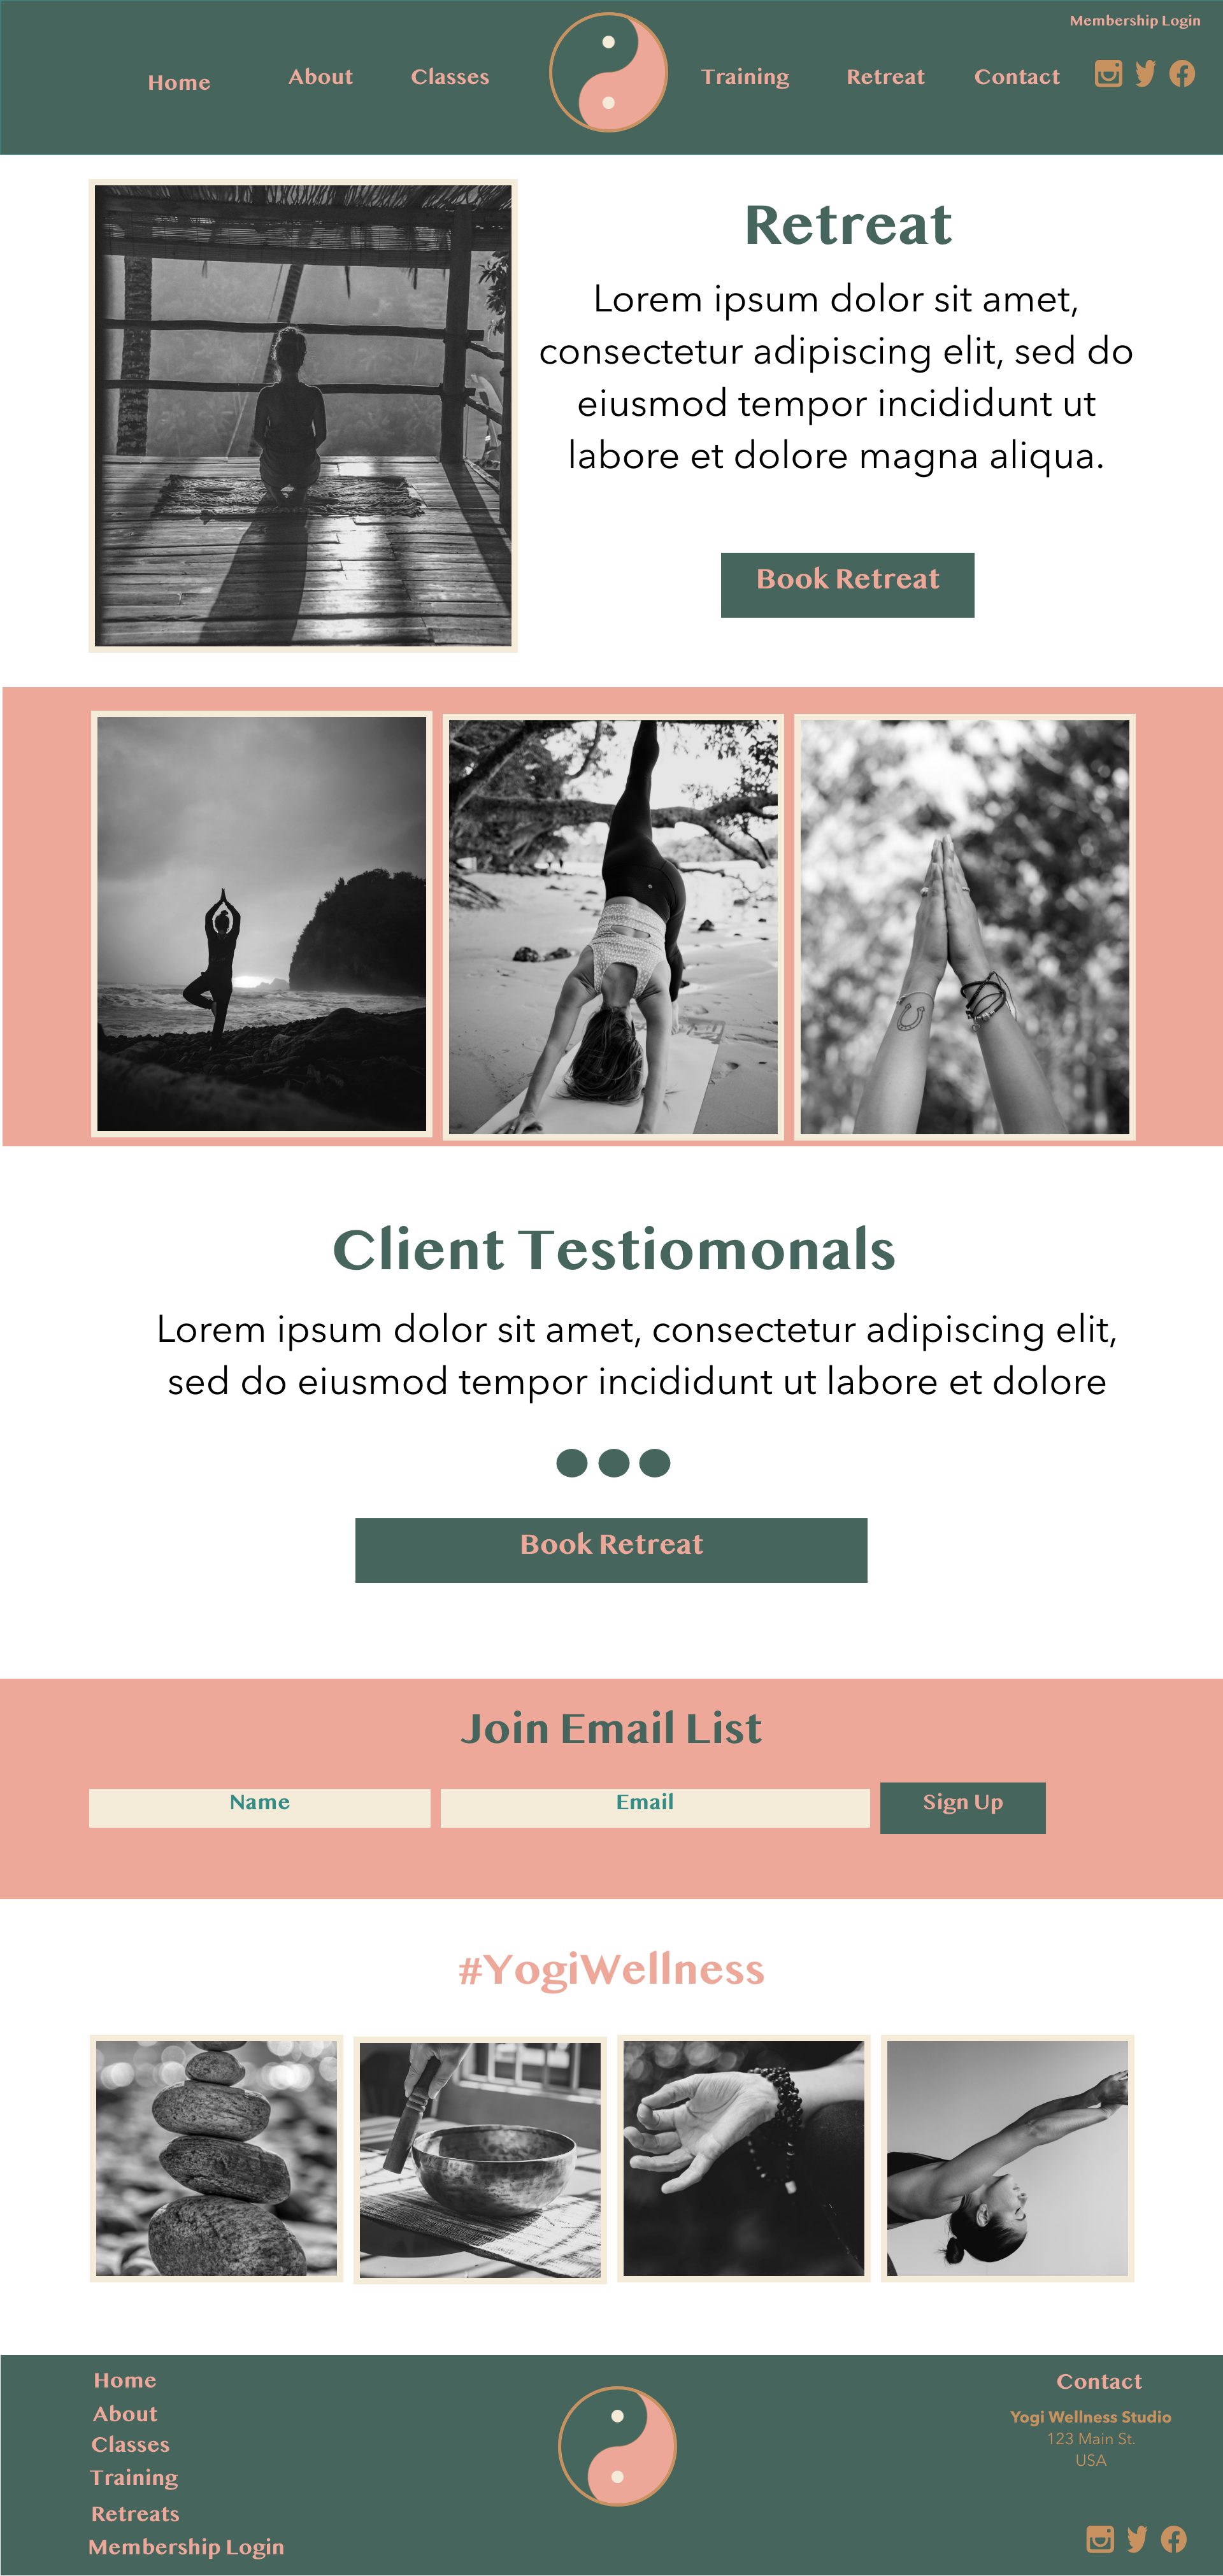 Membership Login
Home
About
Classes
Training
Retreat
Contact
Retreat
Lorem ipsum dolor sit amet,
consectetur adipiscing elit, sed do
eiusmod tempor incididunt ut
labore et dolore magna aliqua.
Book Retreat
Client Testiomonals
Lorem ipsum dolor sit amet, consectetur adipiscing elit,
sed do eiusmod tempor incididunt ut labore et dolore
Book Retreat
Join Email List
Name
Email
Sign Up
#YogiWellness
Home
About
Classes
Training
Retreats
Membership Login
Contact
Yogi Wellness Studio
123 Main St.
USA